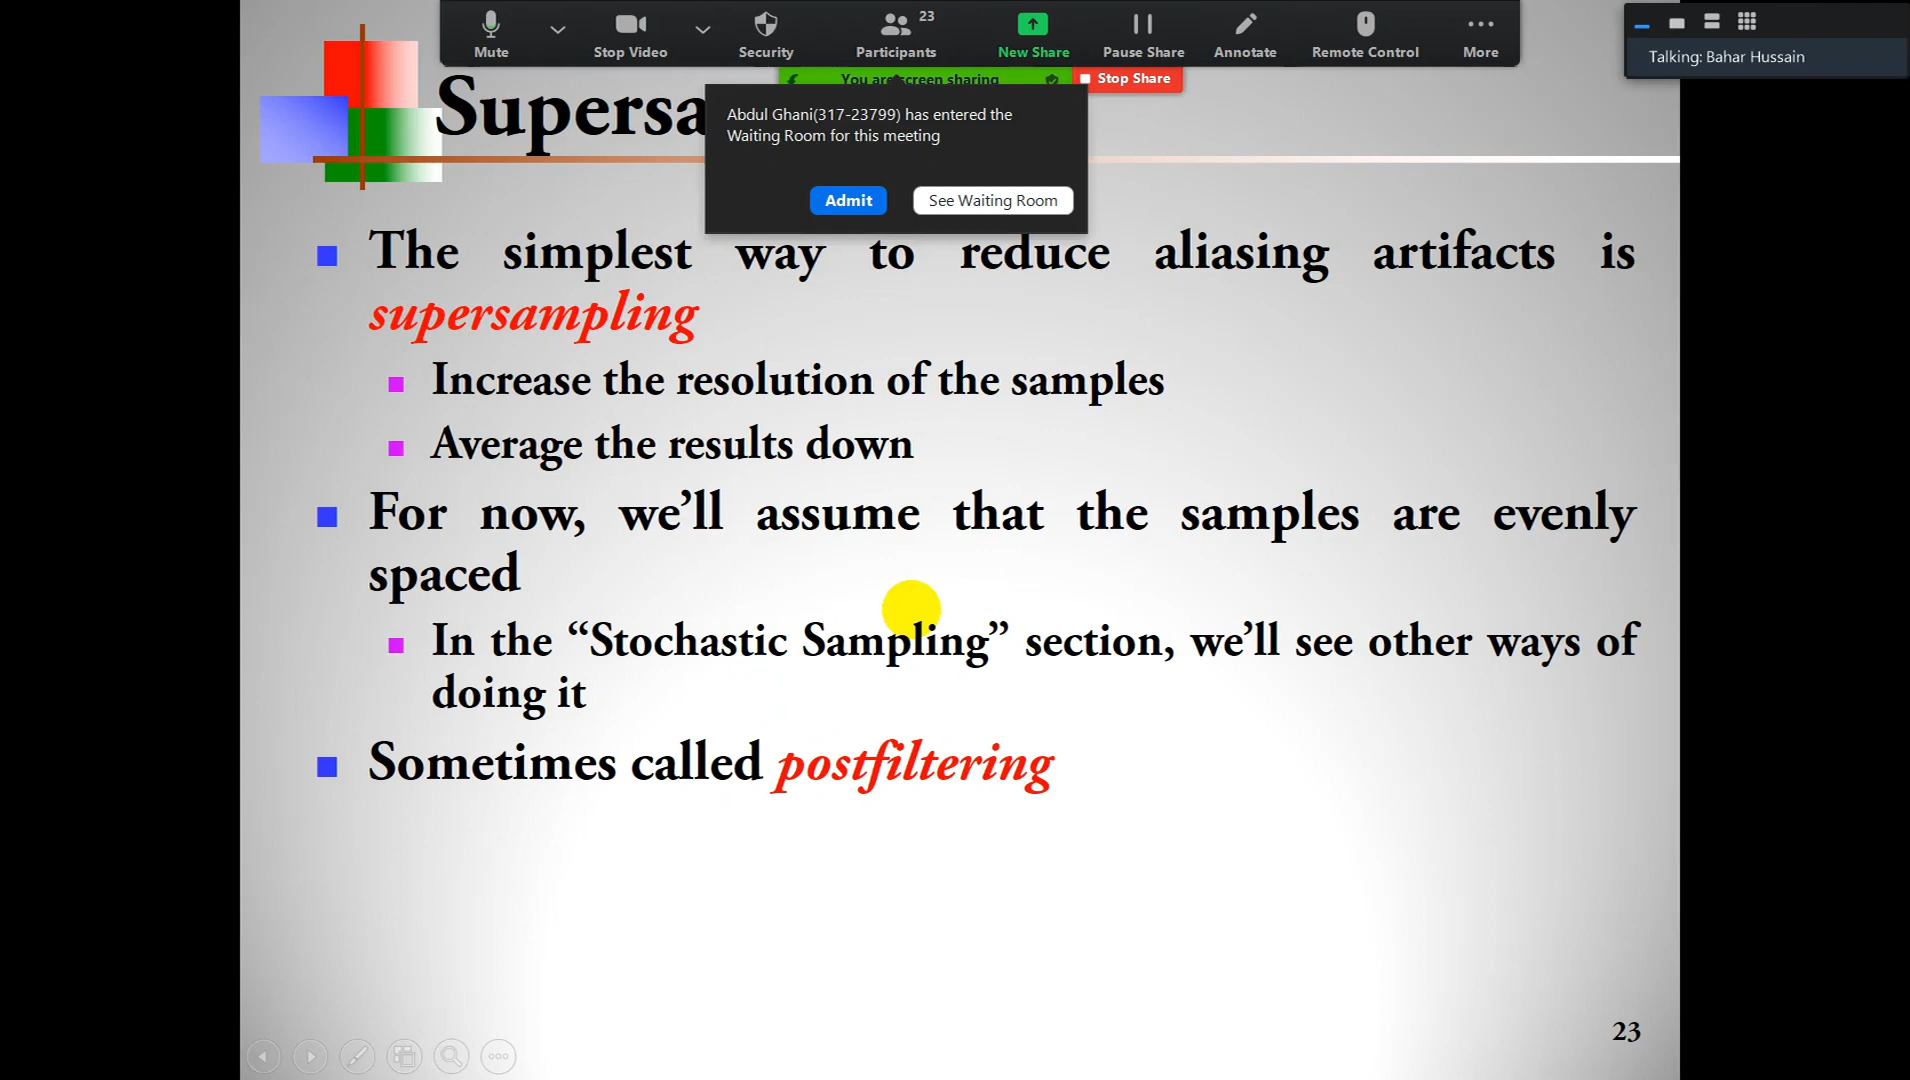 Mute
Stop Video
Security
Participants
23
New Share
Pause Share
Annotate
Remote Control
More
Talking: Bahar Hussain
You are screen sharing
Stop Share
Abdul Ghani(317-23799) has entered the
Waiting Room for this meeting
Admit
See Waiting Room
The simplest way to reduce aliasing artifacts is
supersampling
Increase the resolution of the samples
Average the results down
For now, we’ll assume that the samples are evenly
spaced
In the “Stochastic Sampling” section, we’ll see other ways of
doing it
Sometimes called postfiltering
23